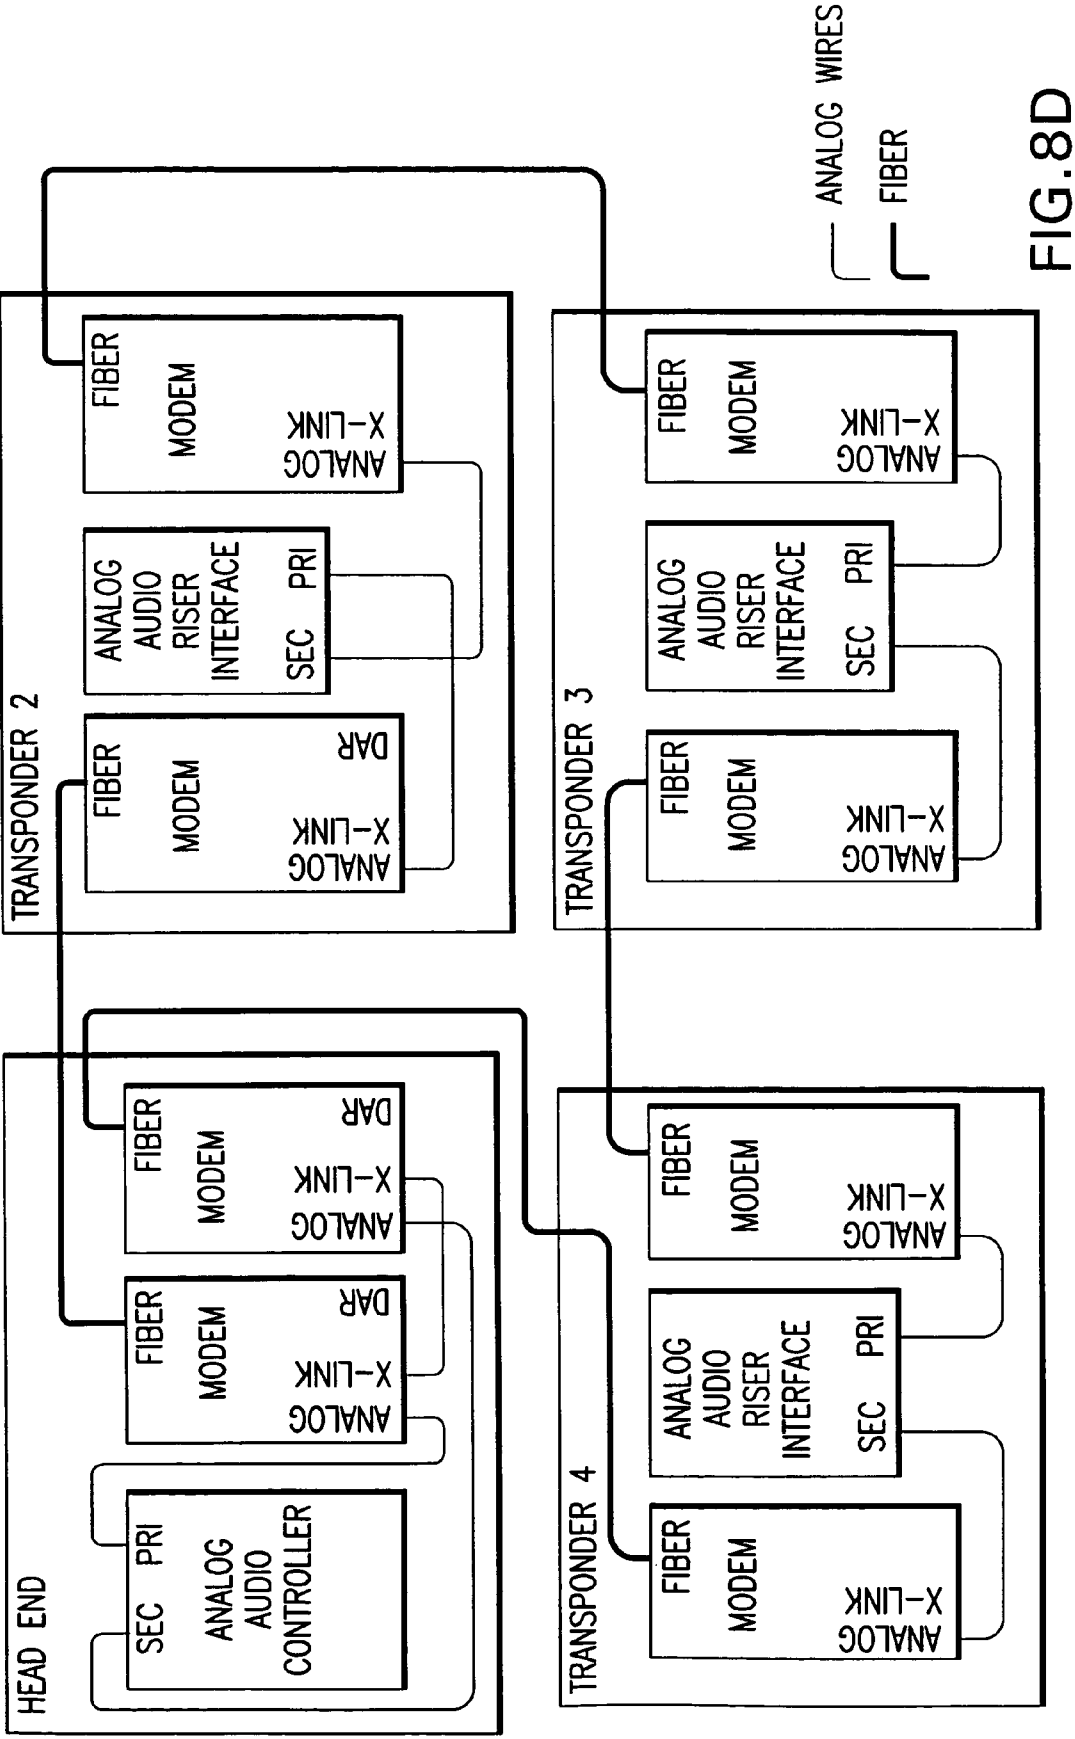 HEAD END
SEC PRI
ANALOG
AUDIO
CONTROLLER
FIBER
MODEM
ANALOG
X-LINK
DAR
FIBER
MODEM
ANALOG
X-LINK
DAR
TRANSPONDER 2
FIBER
MODEM
ANALOG
X-LINK
DAR
ANALOG
AUDIO
RISER
INTERFACE
SEC PRI
FIBER
MODEM
ANALOG
X-LINK
TRANSPONDER 4
FIBER
MODEM
ANALOG
X-LINK
ANALOG
AUDIO
RISER
INTERFACE
SEC PRI
FIBER
MODEM
ANALOG
X-LINK
TRANSPONDER 3
FIBER
MODEM
ANALOG
X-LINK
ANALOG
AUDIO
RISER
INTERFACE
SEC PRI
FIBER
MODEM
ANALOG
X-LINK
ANALOG WIRES
FIBER
FIG.8D